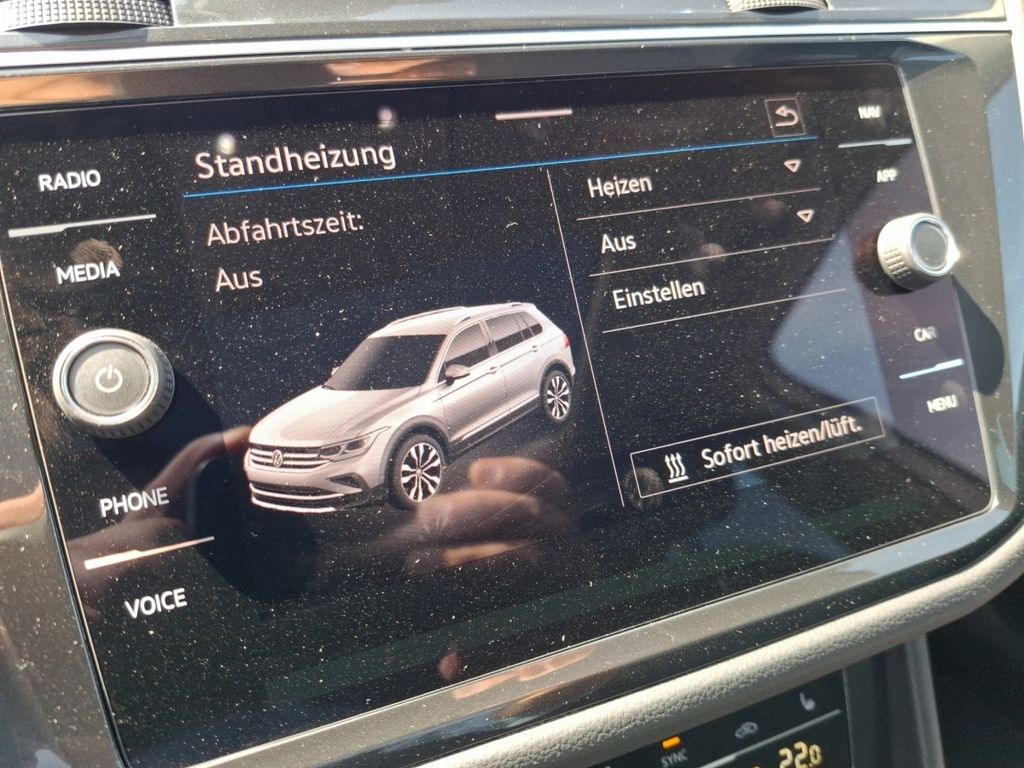 Standheizung
RADIO
MEDIA
PHONE
VOICE
Abfahrtszeit:
Aus
Heizen
Aus
Einstellen
Sofort heizen/lüft.
NAV
APP
CAR
MENU
SYNC
22.0